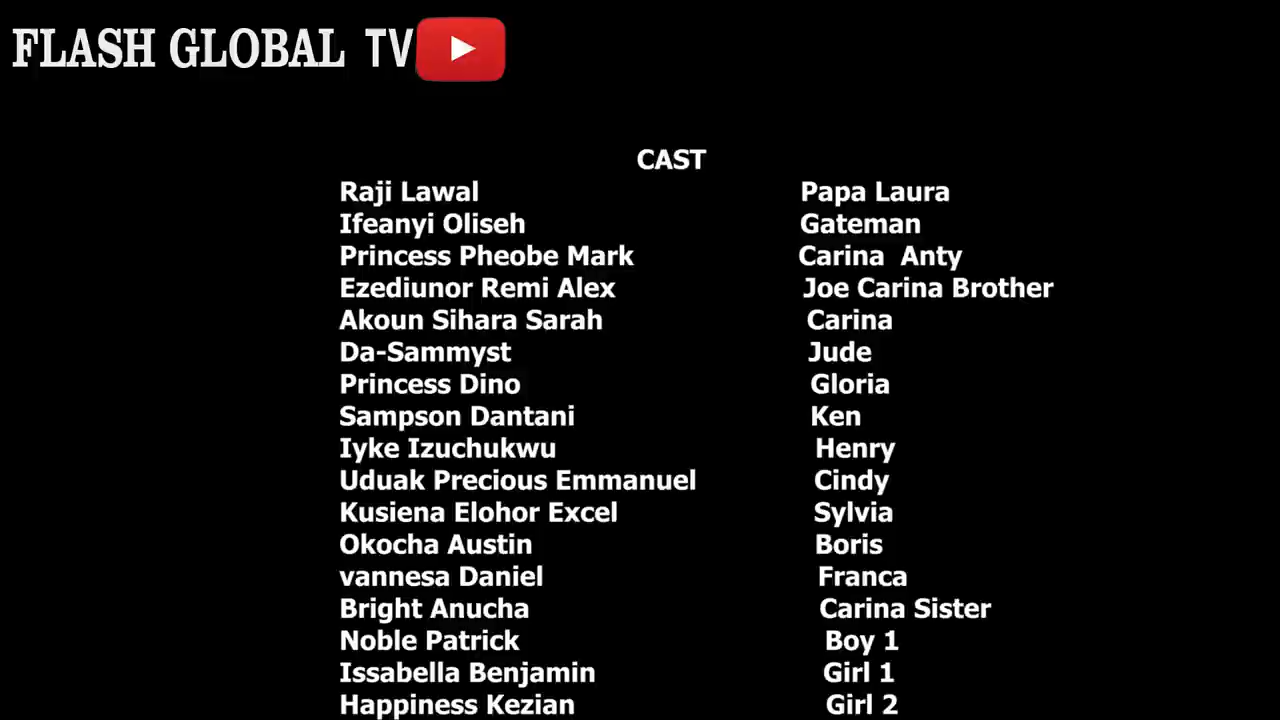 FLASH GLOBAL TV
CAST
Raji Lawal Papa Laura
Ifeanyi Oliseh Gateman
Princess Pheobe Mark Carina Anty
Ezediunor Remi Alex Joe Carina Brother
Akoun Sihara Sarah Carina
Da-Sammyst Jude
Princess Dino Gloria
Sampson Dantani Ken
Iyke Izuchukwu Henry
Uduak Precious Emmanuel Cindy
Kusiena Elohor Excel Sylvia
Okocha Austin Boris
vannesa Daniel Franca
Bright Anucha Carina Sister
Noble Patrick Boy 1
Issabella Benjamin Girl 1
Happiness Kezian Girl 2